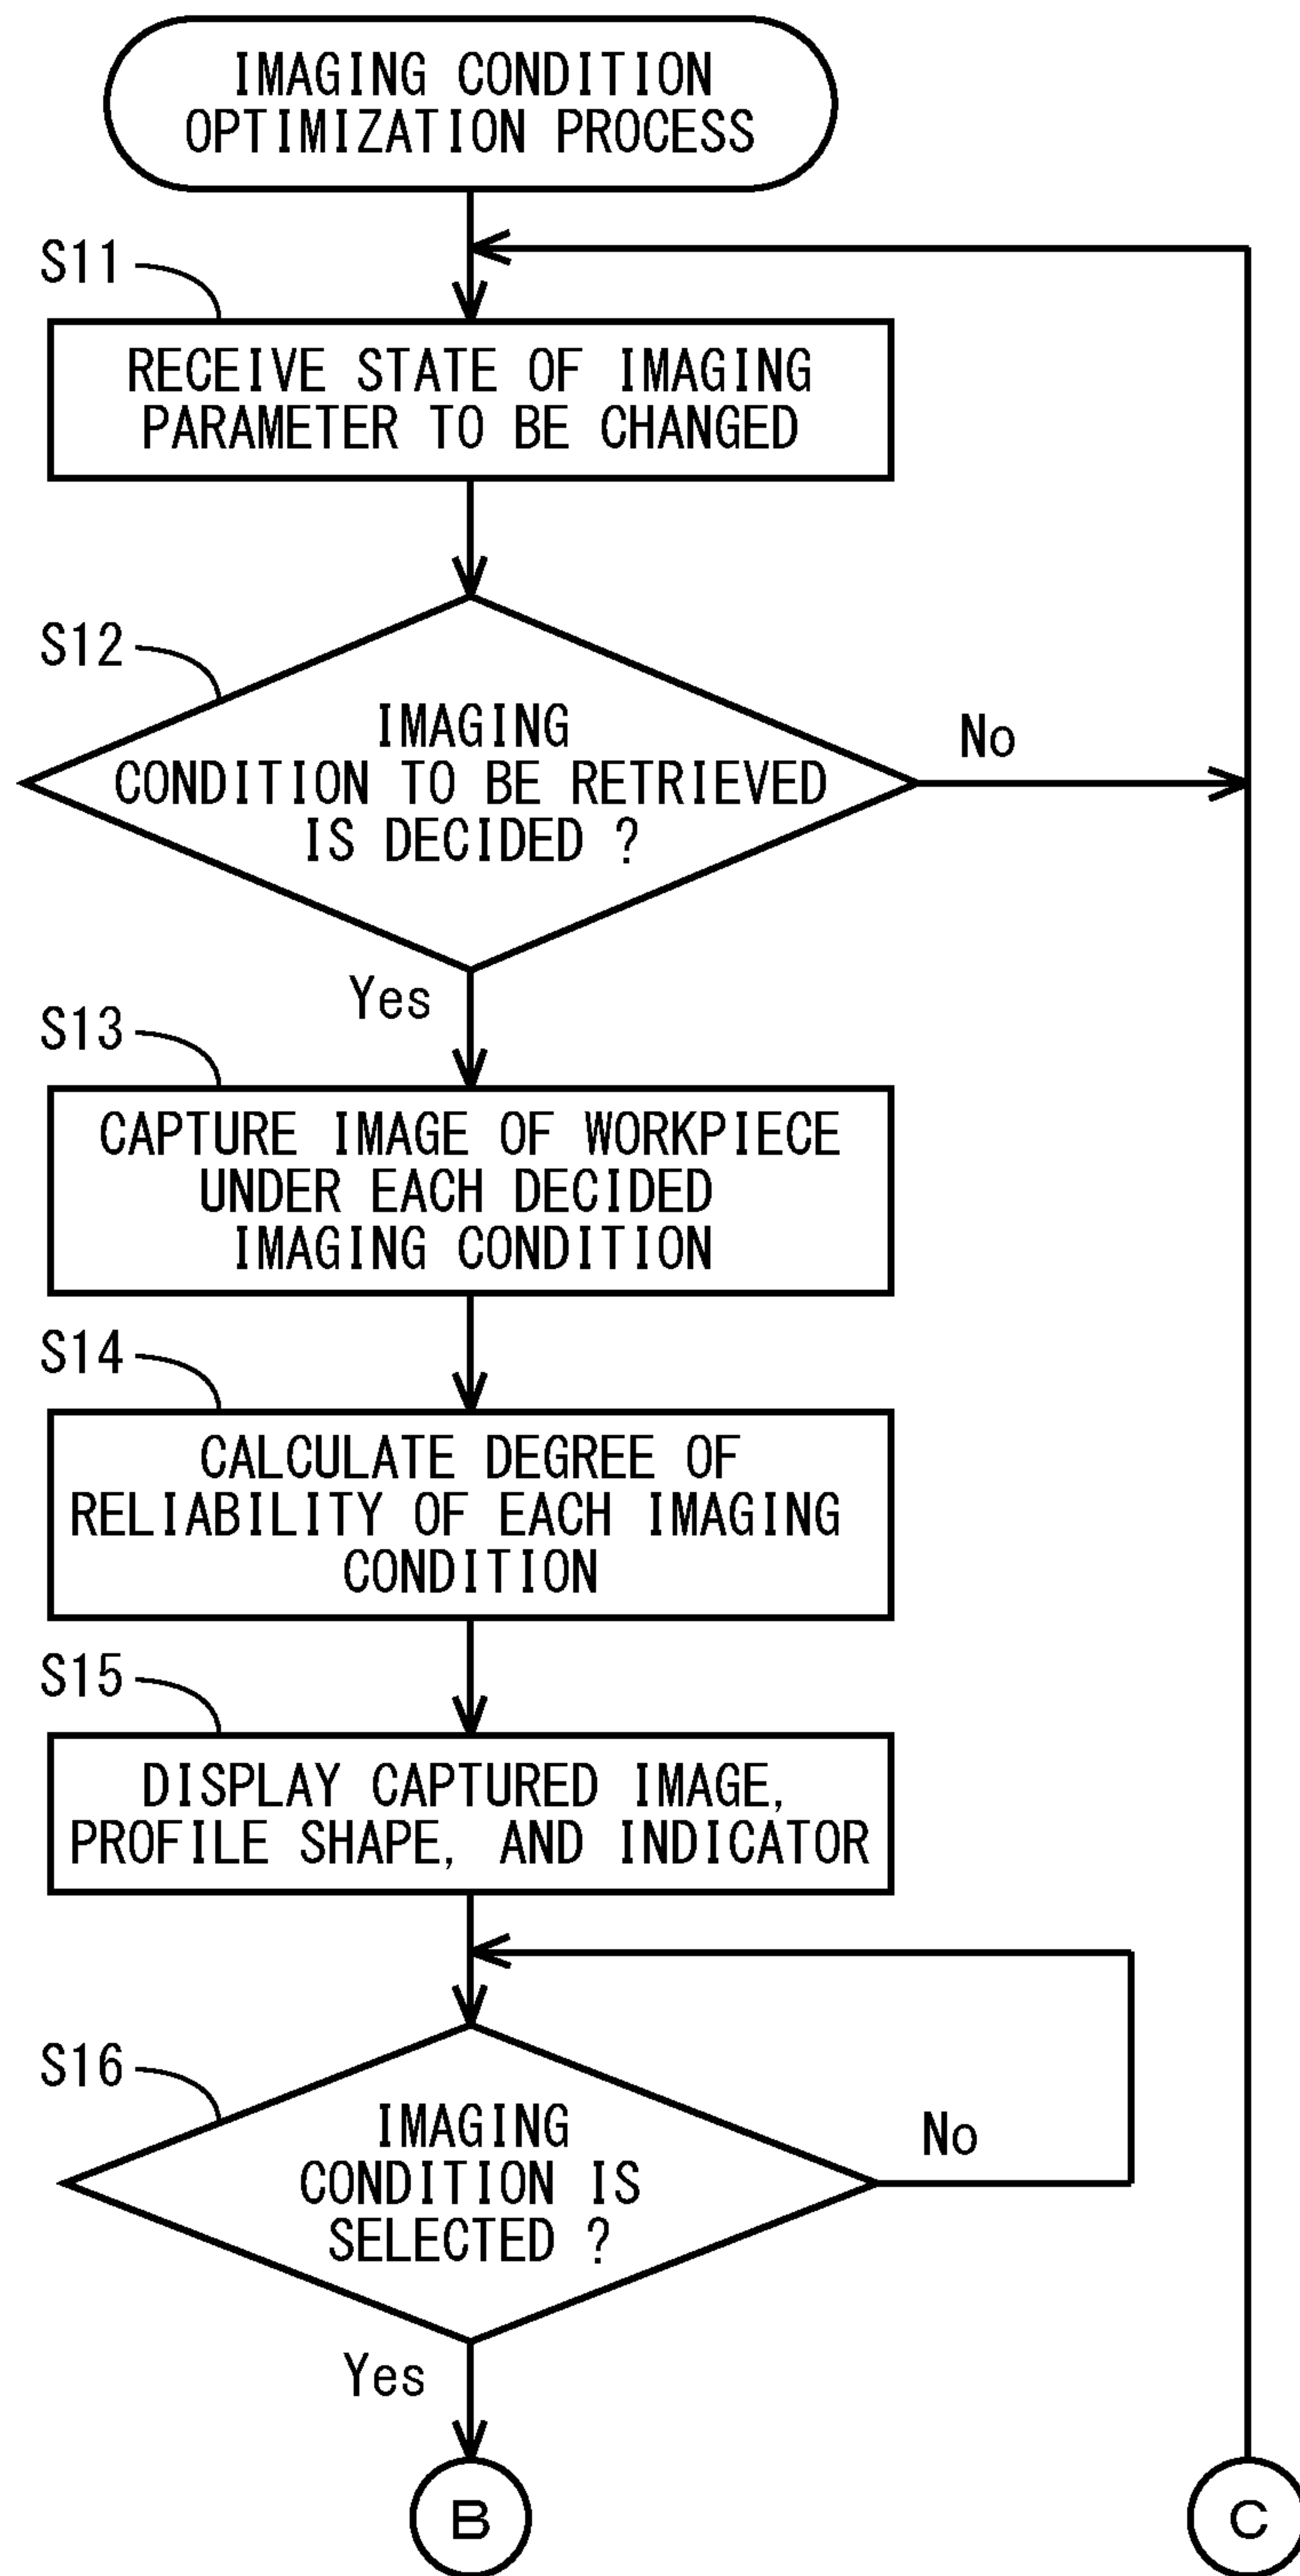 IMAGING CONDITION
OPTIMIZATION PROCESS
S11
RECEIVE STATE OF IMAGING
PARAMETER TO BE CHANGED
S12
IMAGING
CONDITION TO BE RETRIEVED
IS DECIDED ?
No
Yes
S13
CAPTURE IMAGE OF WORKPIECE
UNDER EACH DECIDED
IMAGING CONDITION
S14
CALCULATE DEGREE OF
RELIABILITY OF EACH IMAGING
CONDITION
S15
DISPLAY CAPTURED IMAGE,
PROFILE SHAPE, AND INDICATOR
S16
IMAGING
CONDITION IS
SELECTED ?
No
Yes
B
C